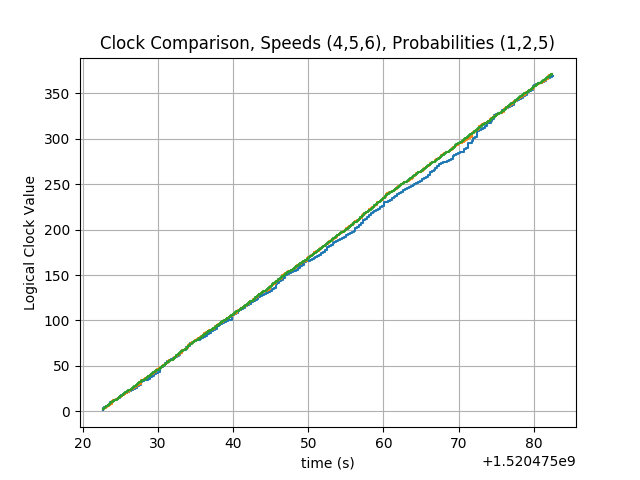 Clock Comparison, Speeds (4,5,6), Probabilities (1,2,5)
350
300
250
200
150
100
50
0
Logical Clock Value
20 30 40 50 60 70 80
time (s)
+1.520475e9